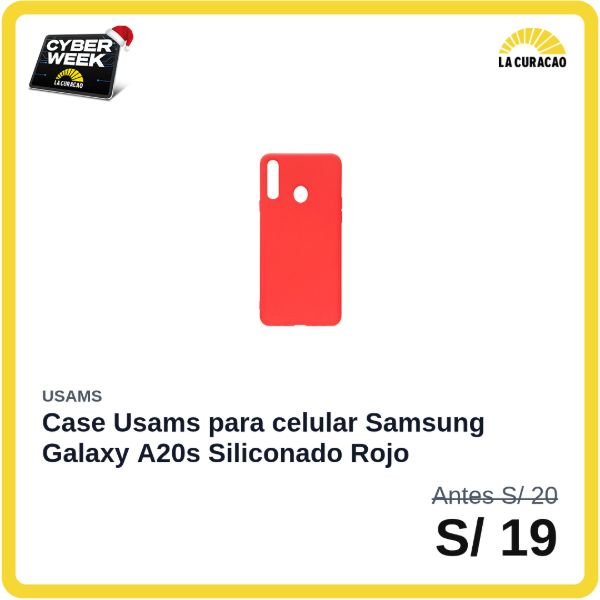 CYBER
WEEK
LA CURACAO
LA CURACAO
USAMS
Case Usams para celular Samsung
Galaxy A20s Siliconado Rojo
Antes S/ 20
S/ 19